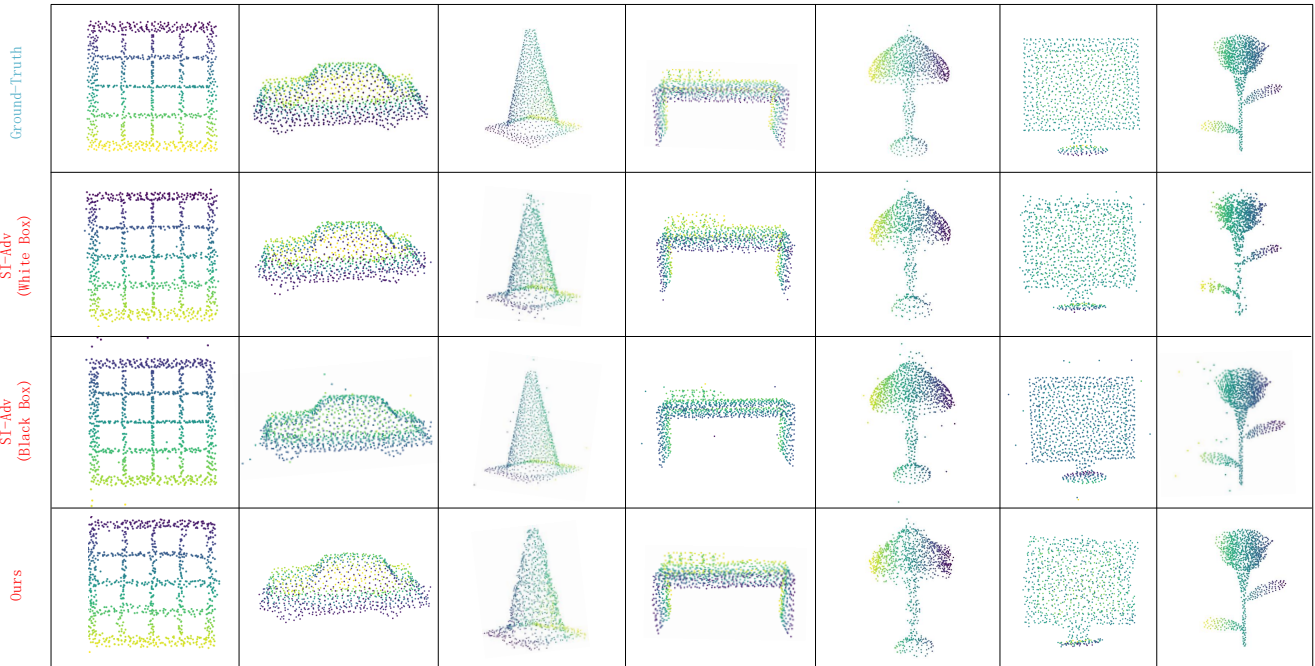 Ground-Truth
SI-Adv
(White Box)
SI-Adv
(Black Box)
Ours